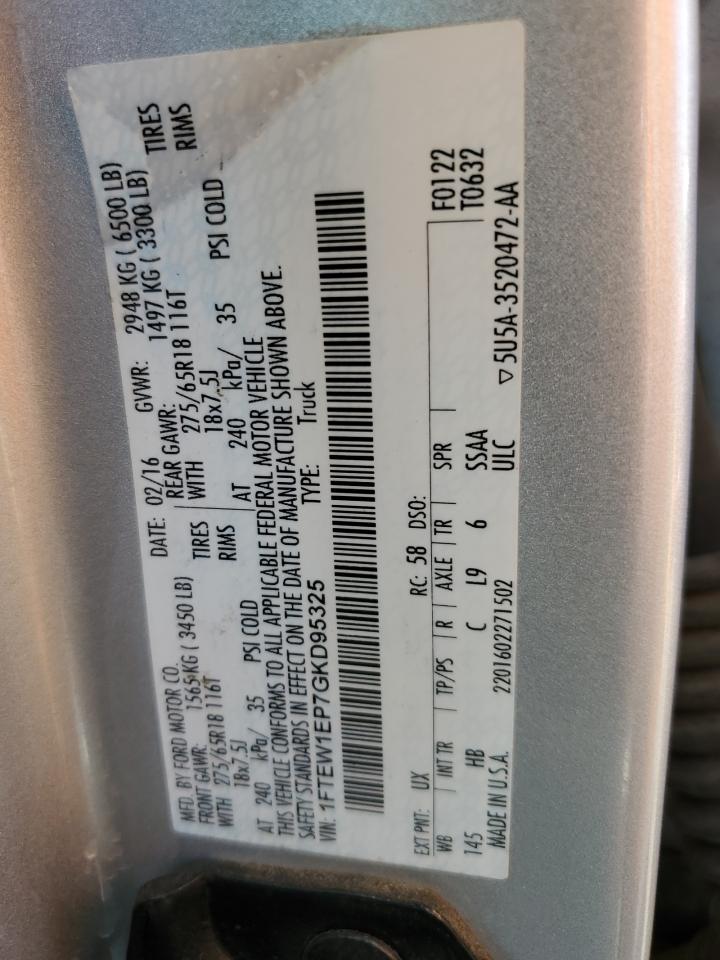 MFD. BY FORD MOTOR CO. DATE: 02/16 GVWR: 2948 KG ( 6500 LB)
FRONT GAWR: 1565 KG ( 3450 LB) REAR GAWR: 1497 KG ( 3300 LB)
WITH 275/65R18 116T TIRES WITH 275/65R18 116T TIRES
18x7.5J RIMS 18x7.5J RIMS
AT 240 kPa/ 35 PSI COLD AT 240 kPa/ 35 PSI COLD
THIS VEHICLE CONFORMS TO ALL APPLICABLE FEDERAL MOTOR VEHICLE
SAFETY STANDARDS IN EFFECT ON THE DATE OF MANUFACTURE SHOWN ABOVE.
VIN: 1FTEW1EP7GKD95325 TYPE: Truck
EXT PNT: UX RC: 58 DSO: F0122
WB INT TR TP/PS R AXLE TR SPR T0632
145 HB C L9 6 SSAA
MADE IN U.S.A. 2201602271502 ULC ▽5U5A-3520472-AA